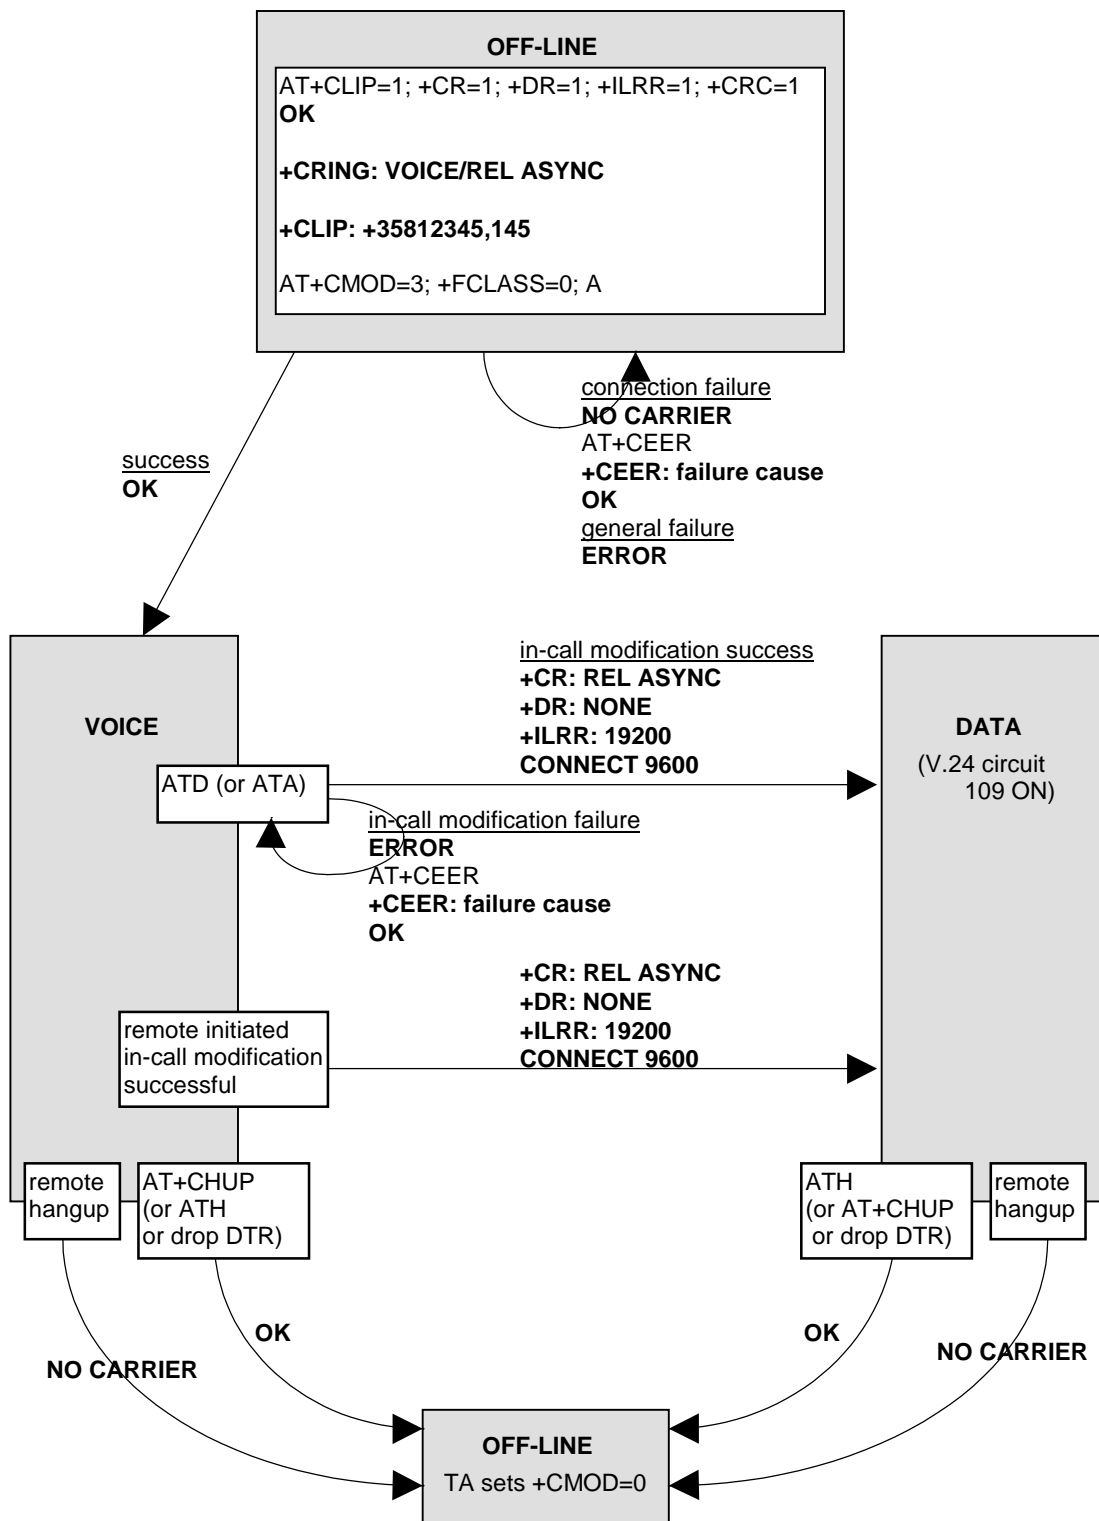 OFF-LINE
AT+CLIP=1; +CR=1; +DR=1; +ILRR=1; +CRC=1
OK
+CRING: VOICE/REL ASYNC
+CLIP: +35812345,145
AT+CMOD=3; +FCLASS=0; A
connection failure
NO CARRIER
AT+CEER
+CEER: failure cause
OK
general failure
ERROR
success
OK
VOICE
ATD (or ATA)
in-call modification success
+CR: REL ASYNC
+DR: NONE
+ILRR: 19200
CONNECT 9600
DATA
(V.24 circuit
109 ON)
in-call modification failure
ERROR
AT+CEER
+CEER: failure cause
OK
+CR: REL ASYNC
+DR: NONE
+ILRR: 19200
CONNECT 9600
remote initiated
in-call modification
successful
remote
hangup
AT+CHUP
(or ATH
or drop DTR)
ATH
(or AT+CHUP
or drop DTR)
remote
hangup
OK
NO CARRIER
OK
NO CARRIER
OFF-LINE
TA sets +CMOD=0